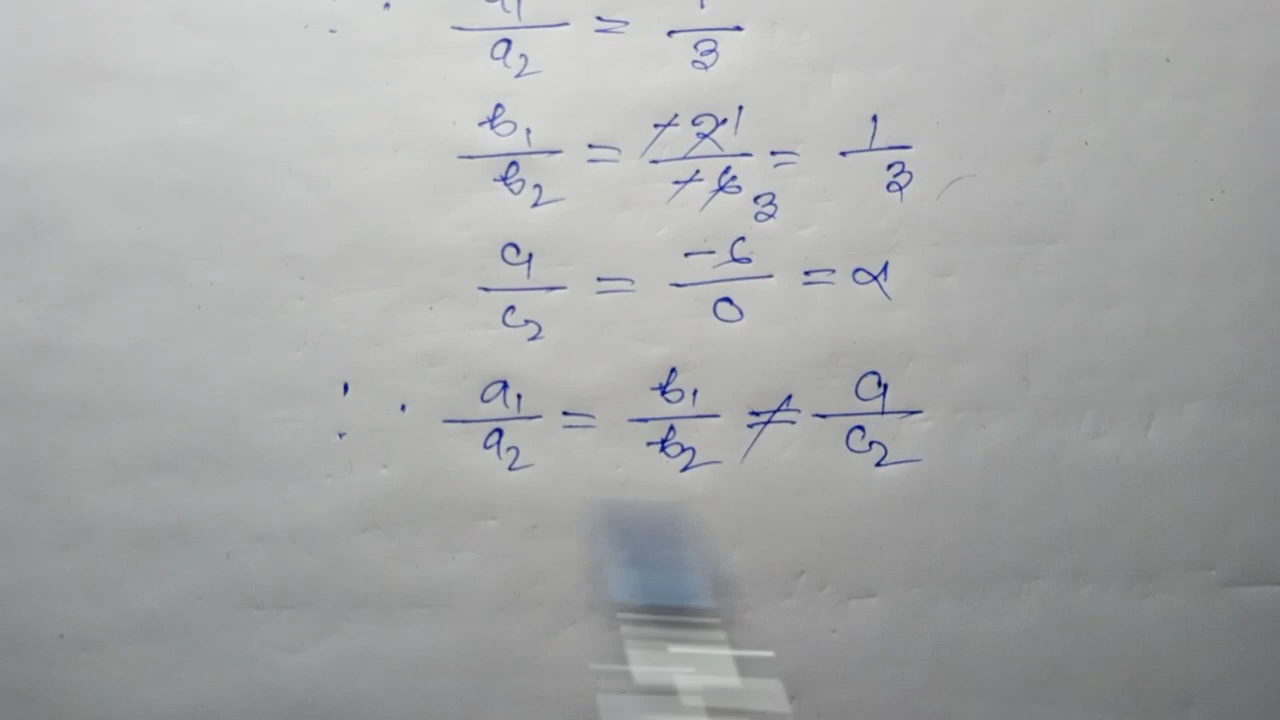 ∵ a₁/a₂ = 1/3
b₁/b₂ = -2/-6 = 1/3
c₁/c₂ = -6/0 = α
∴ a₁/a₂ = b₁/b₂ ≠ c₁/c₂